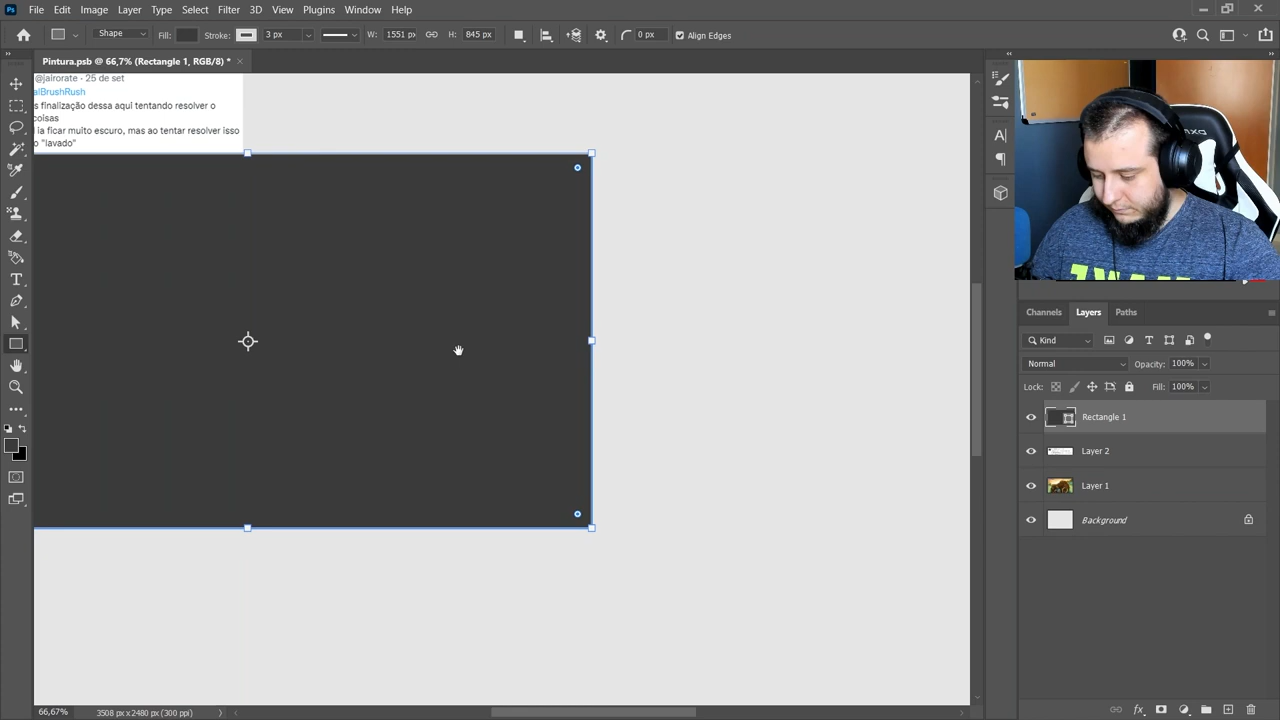 File Edit Image Layer Type Select Filter 3D View Plugins Window Help
Shape Fill: Stroke: 3 px W: 1551 px H: 845 px 0 px Align Edges
Pintura.psb @ 66,7% (Rectangle 1, RGB/8) *
@jairorate · 25 de set
alBrushRush
s finalização dessa aqui tentando resolver o
coisas
l ia ficar muito escuro, mas ao tentar resolver isso
o "lavado"
Channels Layers Paths
Kind
Normal Opacity: 100%
Lock: Fill: 100%
Rectangle 1
Layer 2
Layer 1
Background
66,67% 3508 px x 2480 px (300 ppi)